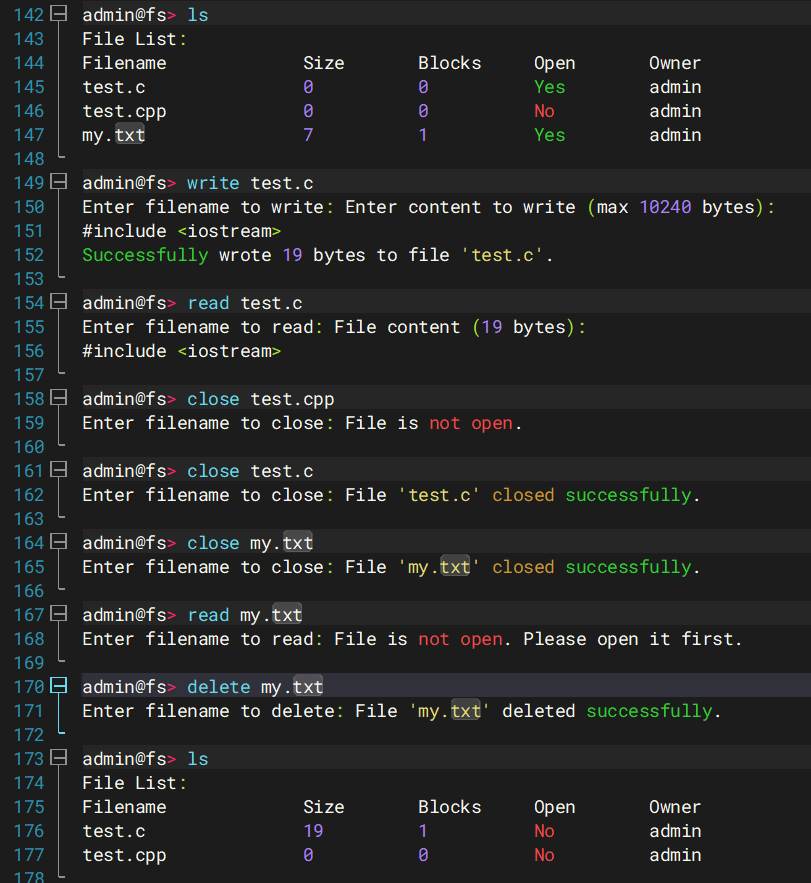 142 admin@fs> ls
143 File List:
144 Filename Size Blocks Open Owner
145 test.c 0 0 Yes admin
146 test.cpp 0 0 No admin
147 my.txt 7 1 Yes admin
148
149 admin@fs> write test.c
150 Enter filename to write: Enter content to write (max 10240 bytes):
151 #include <iostream>
152 Successfully wrote 19 bytes to file 'test.c'.
153
154 admin@fs> read test.c
155 Enter filename to read: File content (19 bytes):
156 #include <iostream>
157
158 admin@fs> close test.cpp
159 Enter filename to close: File is not open.
160
161 admin@fs> close test.c
162 Enter filename to close: File 'test.c' closed successfully.
163
164 admin@fs> close my.txt
165 Enter filename to close: File 'my.txt' closed successfully.
166
167 admin@fs> read my.txt
168 Enter filename to read: File is not open. Please open it first.
169
170 admin@fs> delete my.txt
171 Enter filename to delete: File 'my.txt' deleted successfully.
172
173 admin@fs> ls
174 File List:
175 Filename Size Blocks Open Owner
176 test.c 19 1 No admin
177 test.cpp 0 0 No admin
178